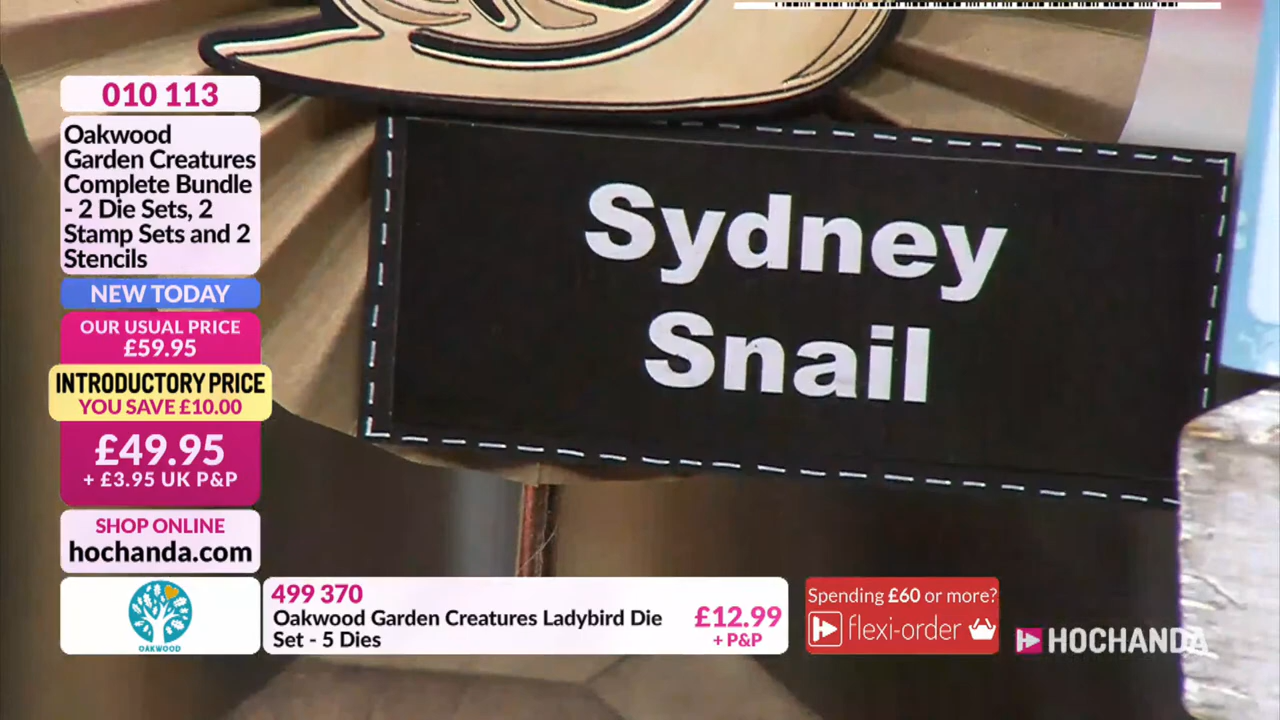 010 113
Oakwood
Garden Creatures
Complete Bundle
- 2 Die Sets, 2
Stamp Sets and 2
Stencils
NEW TODAY
OUR USUAL PRICE
£59.95
INTRODUCTORY PRICE
YOU SAVE £10.00
£49.95
+ £3.95 UK P&P
SHOP ONLINE
hochanda.com
Sydney
Snail
OAKWOOD
499 370
Oakwood Garden Creatures Ladybird Die
Set - 5 Dies
£12.99
+ P&P
Spending £60 or more?
flexi-order
HOCHANDA